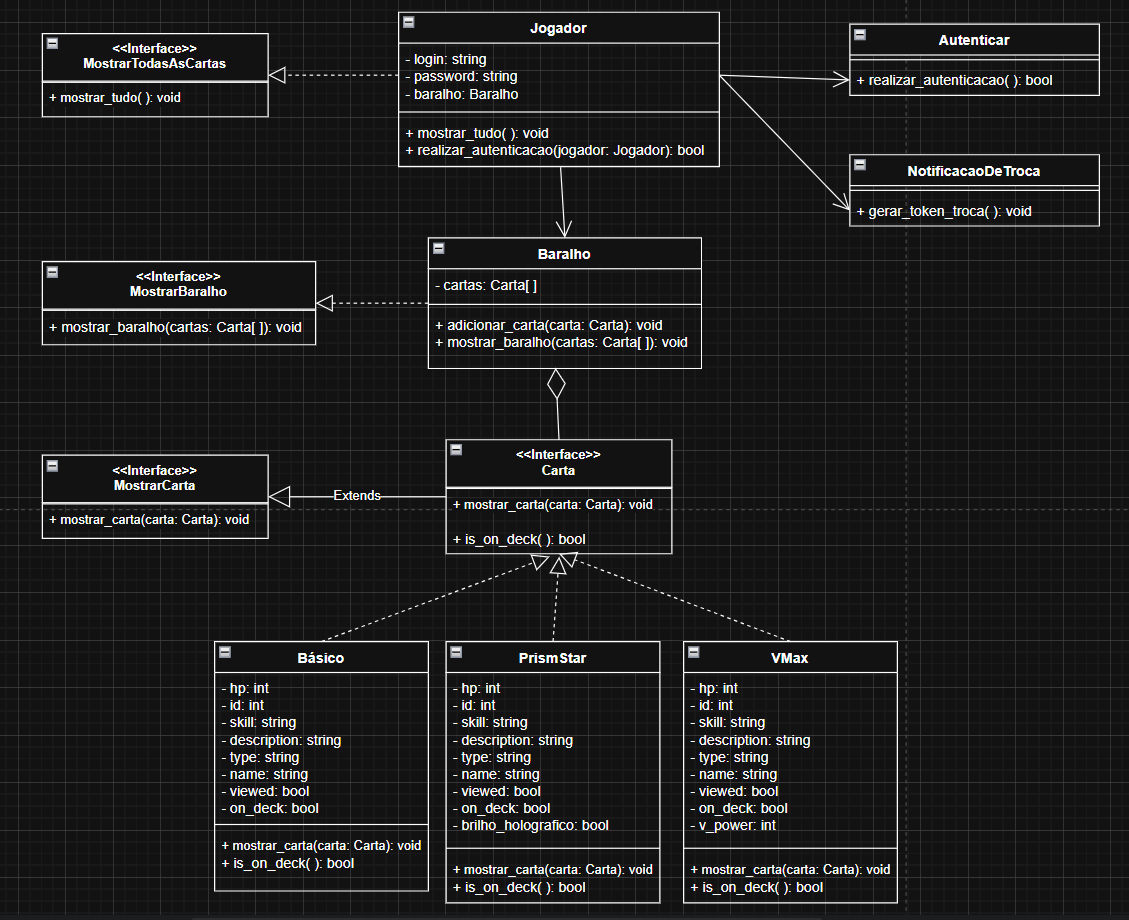 <<Interface>>
MostrarTodasAsCartas
+ mostrar_tudo( ): void
Jogador
- login: string
- password: string
- baralho: Baralho
+ mostrar_tudo( ): void
+ realizar_autenticacao(jogador: Jogador): bool
Autenticar
+ realizar_autenticacao( ): bool
NotificacaoDeTroca
+ gerar_token_troca( ): void
<<Interface>>
MostrarBaralho
+ mostrar_baralho(cartas: Carta[ ]): void
Baralho
- cartas: Carta[ ]
+ adicionar_carta(carta: Carta): void
+ mostrar_baralho(cartas: Carta[ ]): void
<<Interface>>
MostrarCarta
+ mostrar_carta(carta: Carta): void
Extends
<<Interface>>
Carta
+ mostrar_carta(carta: Carta): void
+ is_on_deck( ): bool
Básico
- hp: int
- id: int
- skill: string
- description: string
- type: string
- name: string
- viewed: bool
- on_deck: bool
+ mostrar_carta(carta: Carta): void
+ is_on_deck( ): bool
PrismStar
- hp: int
- id: int
- skill: string
- description: string
- type: string
- name: string
- viewed: bool
- on_deck: bool
- brilho_holografico: bool
+ mostrar_carta(carta: Carta): void
+ is_on_deck( ): bool
VMax
- hp: int
- id: int
- skill: string
- description: string
- type: string
- name: string
- viewed: bool
- on_deck: bool
- v_power: int
+ mostrar_carta(carta: Carta): void
+ is_on_deck( ): bool